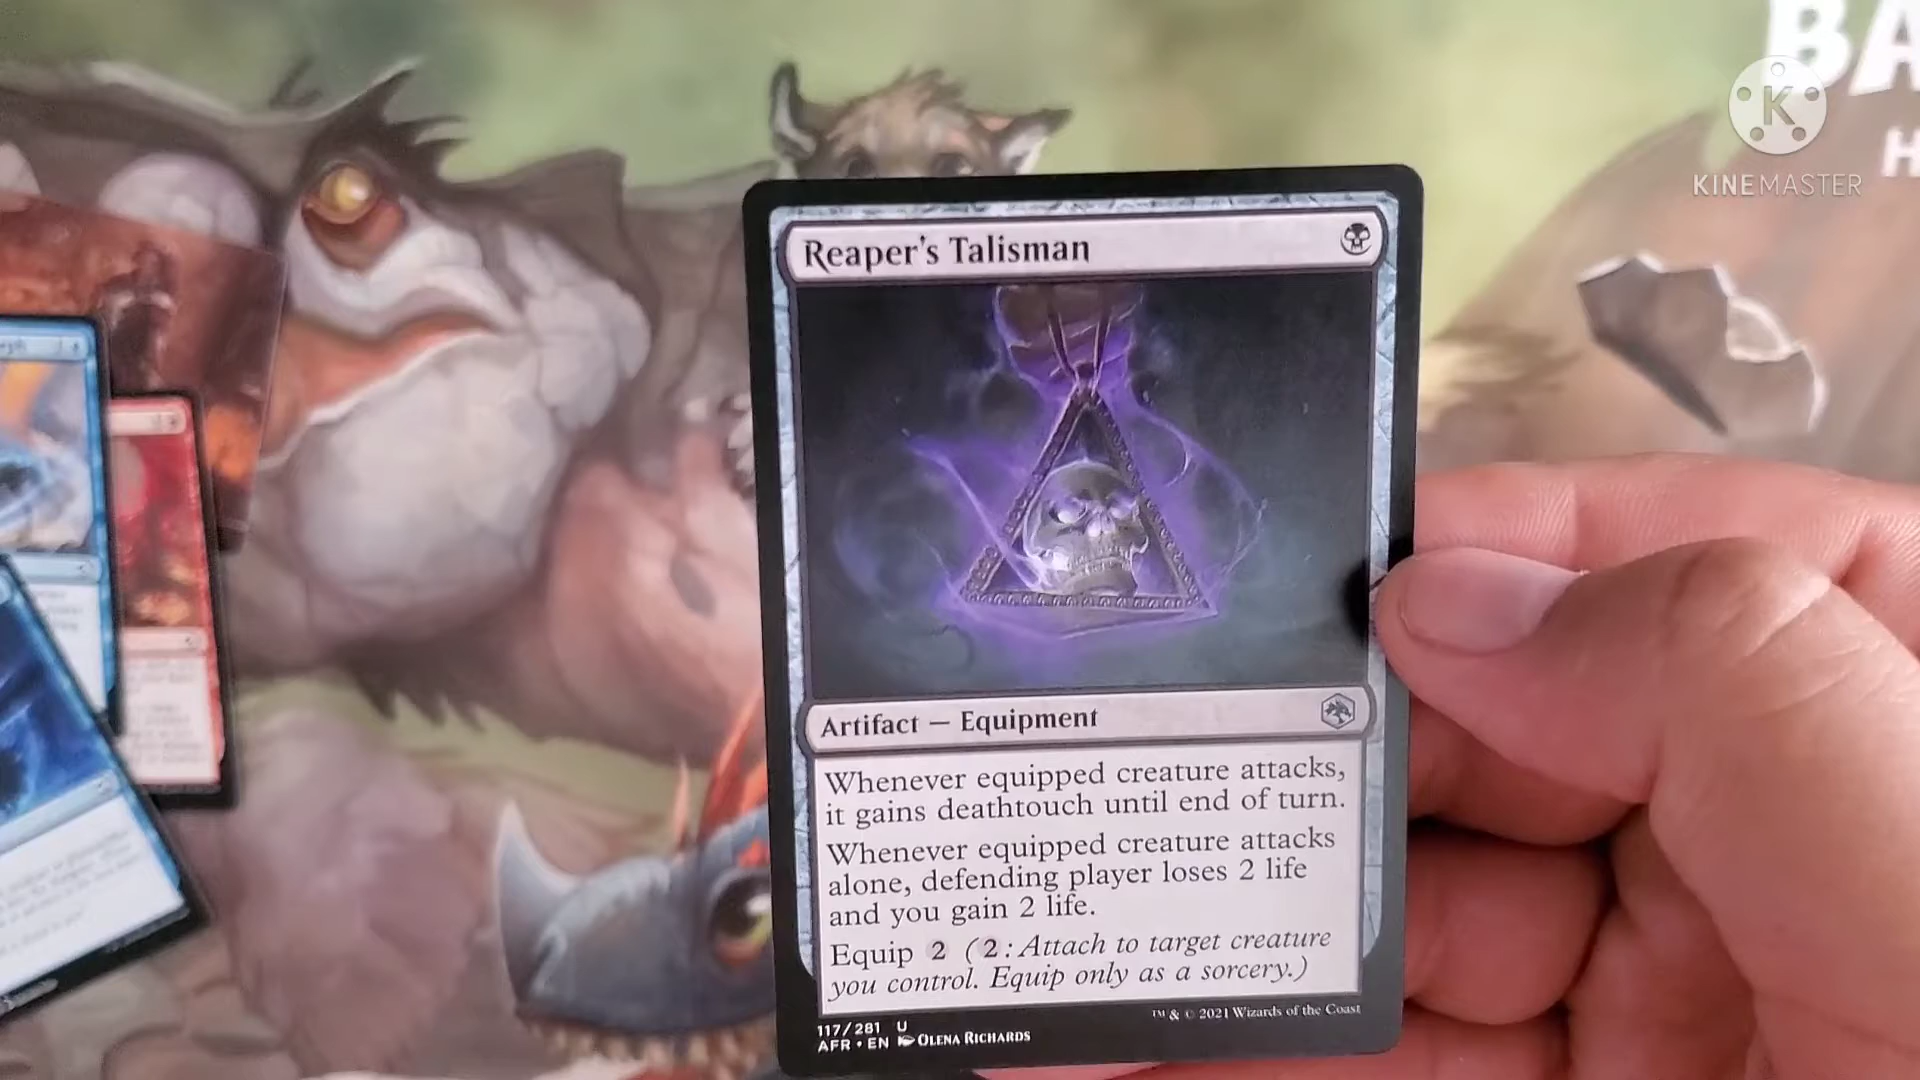 BA
H
KINEMASTER
Reaper's Talisman
Artifact — Equipment
Whenever equipped creature attacks,
it gains deathtouch until end of turn.
Whenever equipped creature attacks
alone, defending player loses 2 life
and you gain 2 life.
Equip 2 (2: Attach to target creature
you control. Equip only as a sorcery.)
117/281 U
AFR • EN OLENA RICHARDS
™ & © 2021 Wizards of the Coast